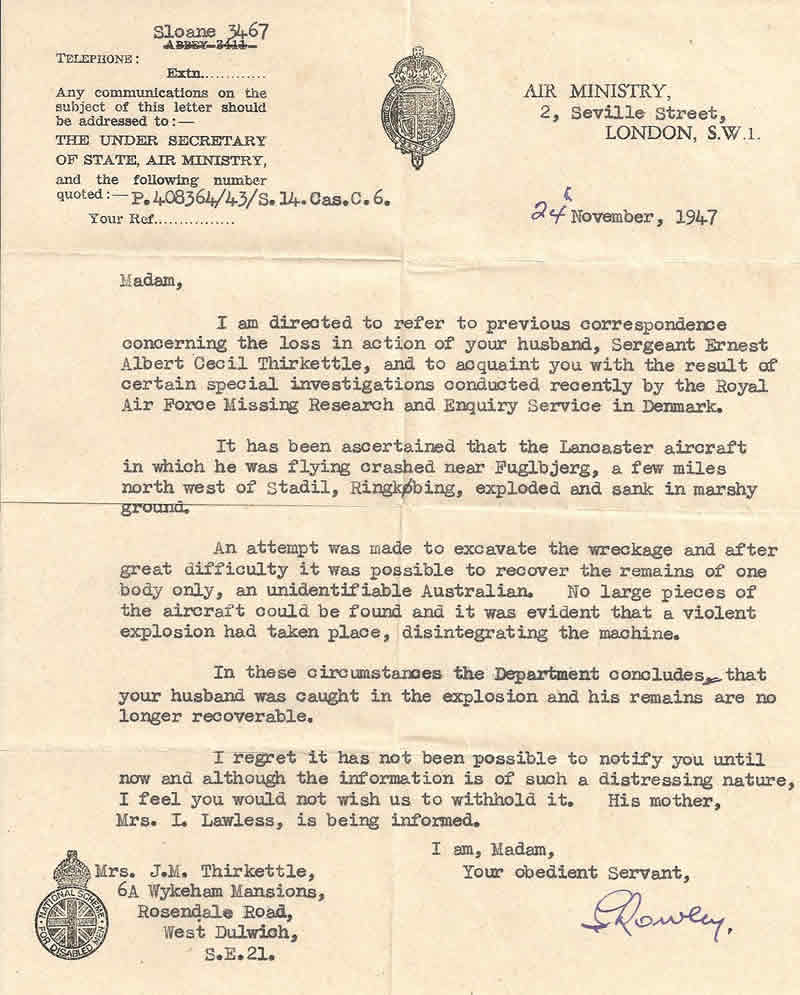 Sloane 3467
ABBEY 3411
TELEPHONE:
Extn.............
Any communications on the
subject of this letter should
be addressed to:—
THE UNDER SECRETARY
OF STATE, AIR MINISTRY,
and the following number
quoted:—P.408364/43/S.14.Cas.C.6.
Your Ref................
AIR MINISTRY,
2, Seville Street,
LONDON, S.W.1.
24 November, 1947
Madam,
I am directed to refer to previous correspondence
concerning the loss in action of your husband, Sergeant Ernest
Albert Cecil Thirkettle, and to acquaint you with the result of
certain special investigations conducted recently by the Royal
Air Force Missing Research and Enquiry Service in Denmark.
It has been ascertained that the Lancaster aircraft
in which he was flying crashed near Fuglbjerg, a few miles
north west of Stadil, Ringkøbing, exploded and sank in marshy
ground.
An attempt was made to excavate the wreckage and after
great difficulty it was possible to recover the remains of one
body only, an unidentifiable Australian. No large pieces of
the aircraft could be found and it was evident that a violent
explosion had taken place, disintegrating the machine.
In these circumstances the Department concludes that
your husband was caught in the explosion and his remains are no
longer recoverable.
I regret it has not been possible to notify you until
now and although the information is of such a distressing nature,
I feel you would not wish us to withhold it. His mother,
Mrs. I. Lawless, is being informed.
I am, Madam,
Your obedient Servant,
Mrs. J.M. Thirkettle,
6A Wykeham Mansions,
Rosendale Road,
West Dulwich,
S.E.21.
NATIONAL SCHEME
FOR DISABLED MEN